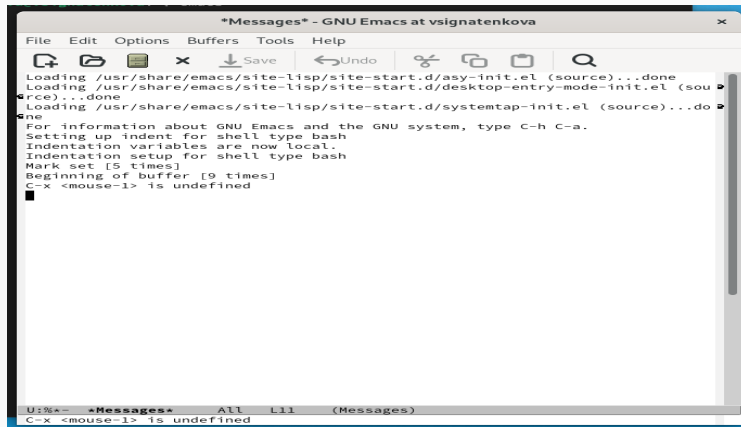 *Messages* - GNU Emacs at vsignatenkova
File Edit Options Buffers Tools Help
Save Undo
Loading /usr/share/emacs/site-lisp/site-start.d/asy-init.el (source)...done
Loading /usr/share/emacs/site-lisp/site-start.d/desktop-entry-mode-init.el (sou
rce)...done
Loading /usr/share/emacs/site-lisp/site-start.d/systemtap-init.el (source)...do
ne
For information about GNU Emacs and the GNU system, type C-h C-a.
Setting up indent for shell type bash
Indentation variables are now local.
Indentation setup for shell type bash
Mark set [5 times]
Beginning of buffer [9 times]
C-x <mouse-1> is undefined
U:%*- *Messages* All L11 (Messages)
C-x <mouse-1> is undefined